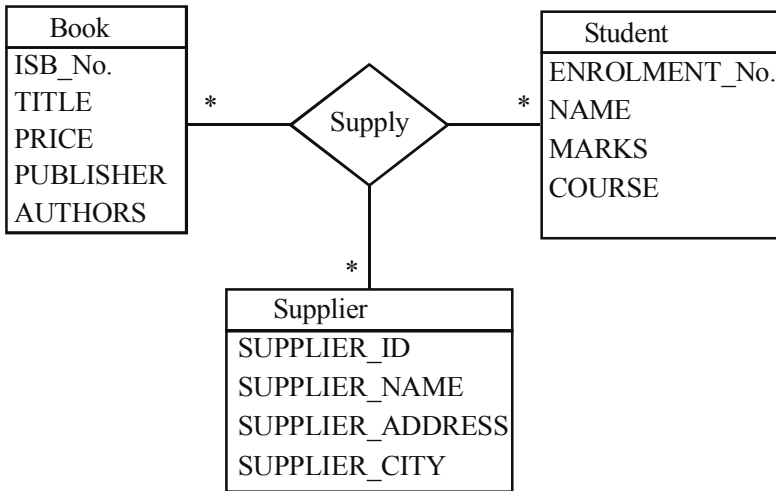 Book
ISB_No.
TITLE
PRICE
PUBLISHER
AUTHORS
*
Supply
*
Student
ENROLMENT_No.
NAME
MARKS
COURSE
*
Supplier
SUPPLIER_ID
SUPPLIER_NAME
SUPPLIER_ADDRESS
SUPPLIER_CITY